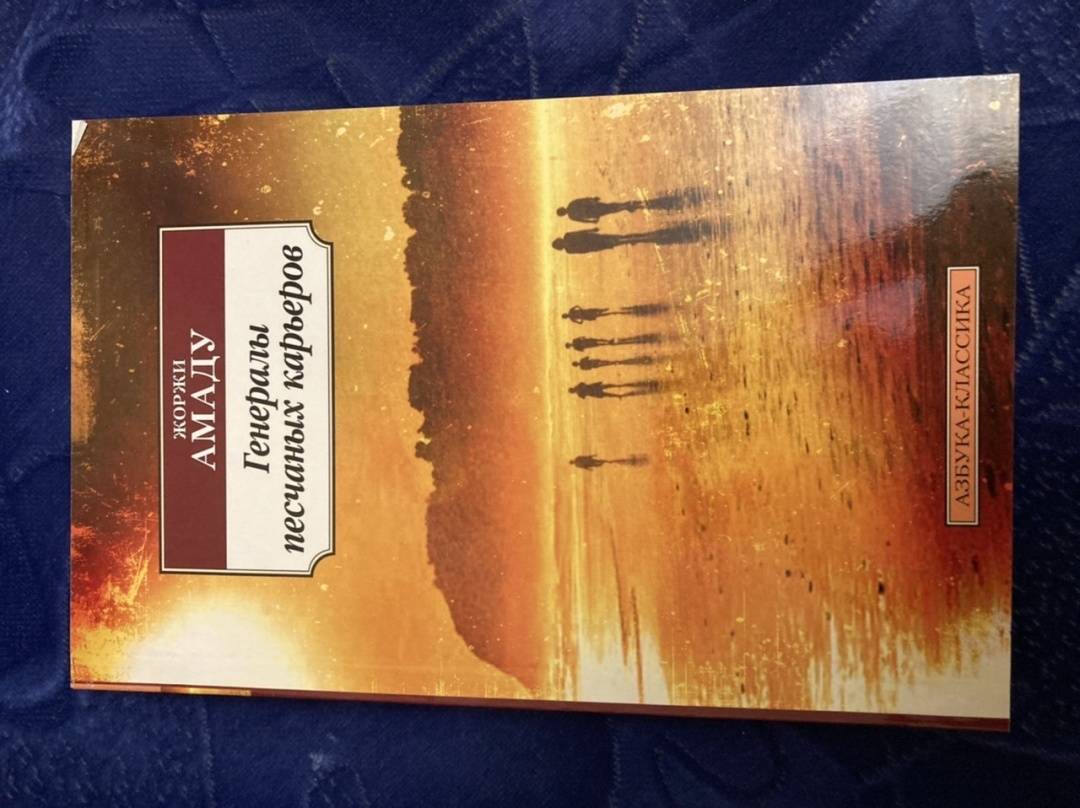 ЖОРЖИ
АМАДУ
Генералы
песчаных карьеров
АЗБУКА-КЛАССИКА